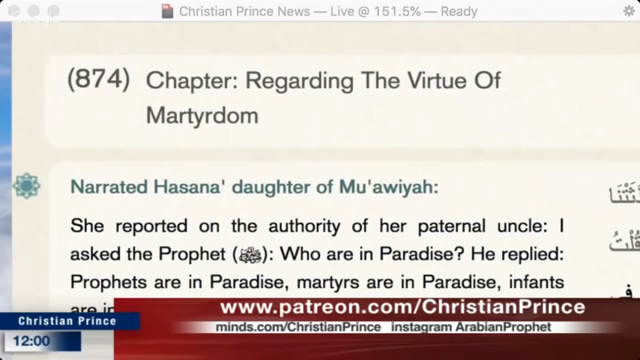 Christian Prince News — Live @ 151.5% — Ready
(874) Chapter: Regarding The Virtue Of
Martyrdom
Narrated Hasana' daughter of Mu'awiyah:
She reported on the authority of her paternal uncle: I
asked the Prophet (ﷺ): Who are in Paradise? He replied:
Prophets are in Paradise, martyrs are in Paradise, infants
are in
قُلْتُ
www.patreon.com/ChristianPrince
Christian Prince
minds.com/ChristianPrince instagram ArabianProphet
12:00